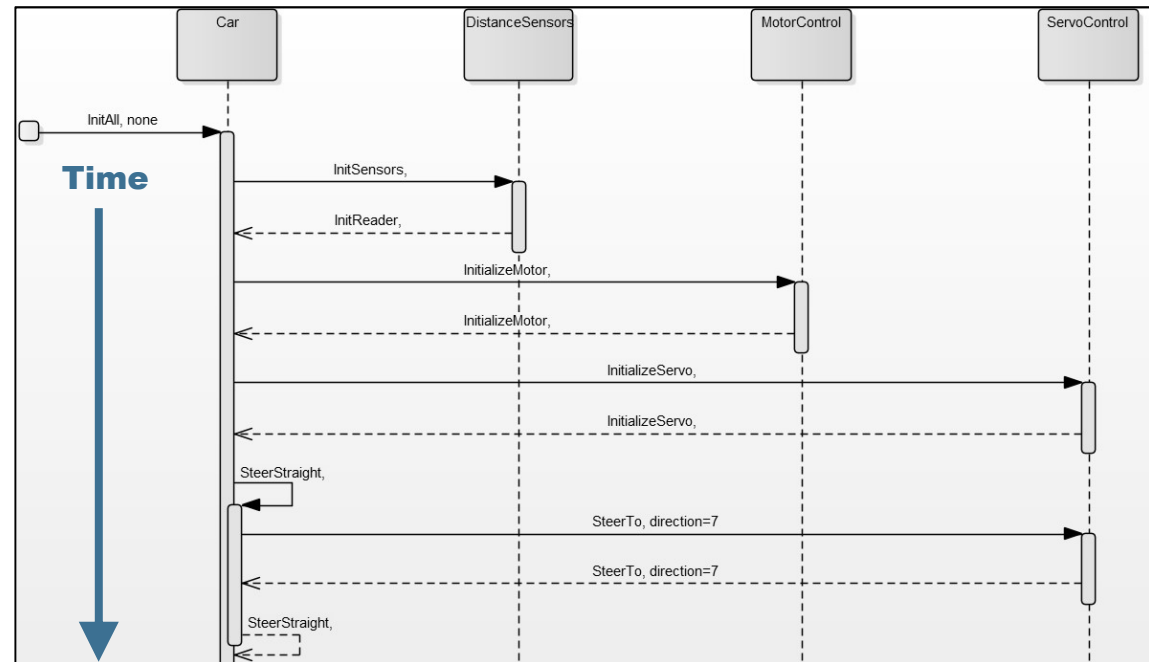 Car
DistanceSensors
MotorControl
ServoControl
InitAll, none
Time
InitSensors,
InitReader,
InitializeMotor,
InitializeMotor,
InitializeServo,
InitializeServo,
SteerStraight,
SteerTo, direction=7
SteerTo, direction=7
SteerStraight,